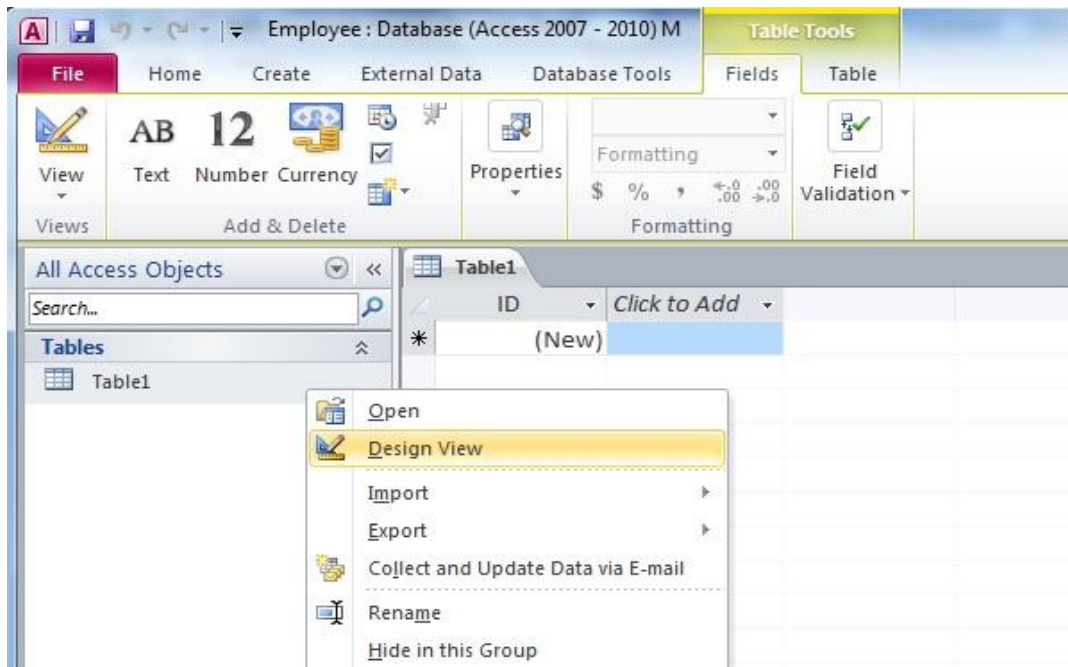 A Employee : Database (Access 2007 - 2010) M Table Tools
File Home Create External Data Database Tools Fields Table
AB 12
View Text Number Currency Properties Formatting Field Validation
$ % , .00 .00
Views Add & Delete Formatting
All Access Objects « Table1
Search... ID Click to Add
Tables * (New)
Table1
Open
Design View
Import
Export
Collect and Update Data via E-mail
Rename
Hide in this Group